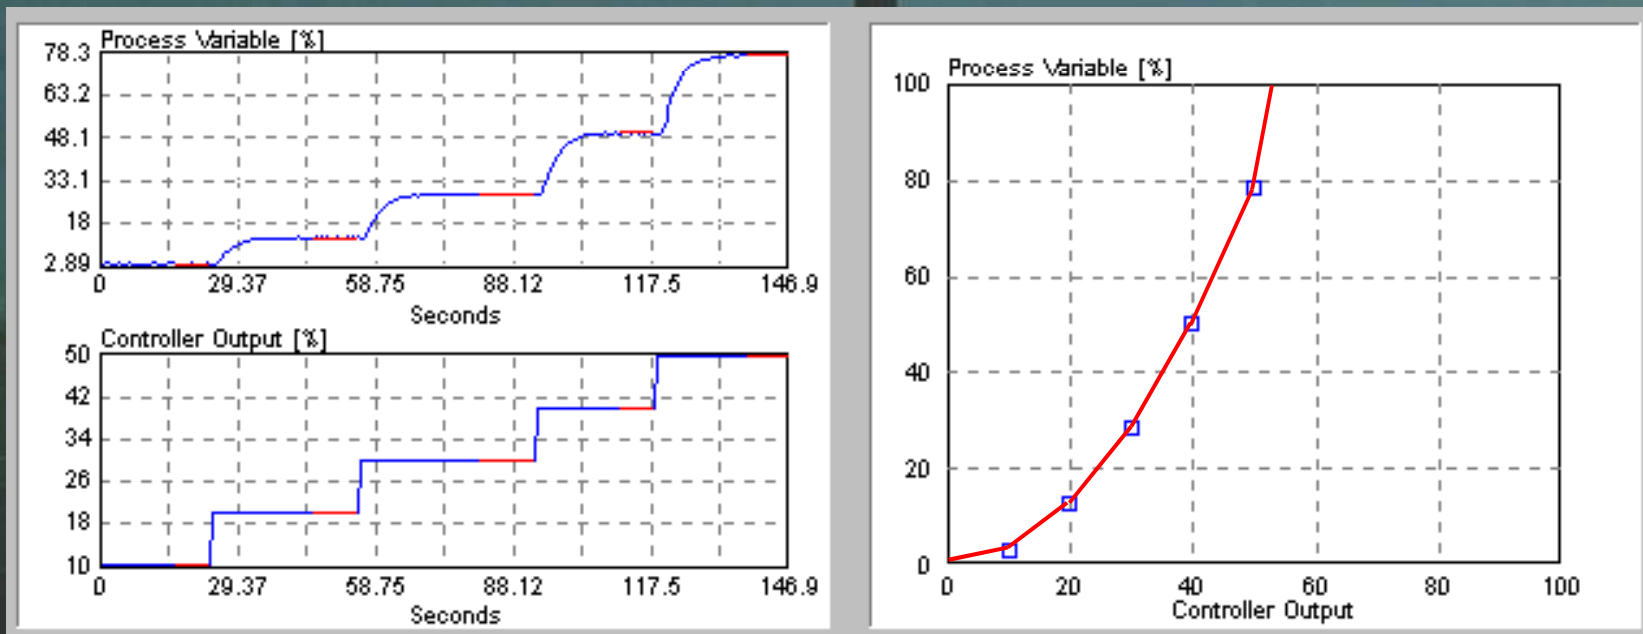 Process Variable [%]
78.3
63.2
48.1
33.1
18
2.89
0 29.37 58.75 88.12 117.5 146.9
Seconds
Controller Output [%]
50
42
34
26
18
10
0 29.37 58.75 88.12 117.5 146.9
Seconds
Process Variable [%]
100
80
60
40
20
0
0 20 40 60 80 100
Controller Output